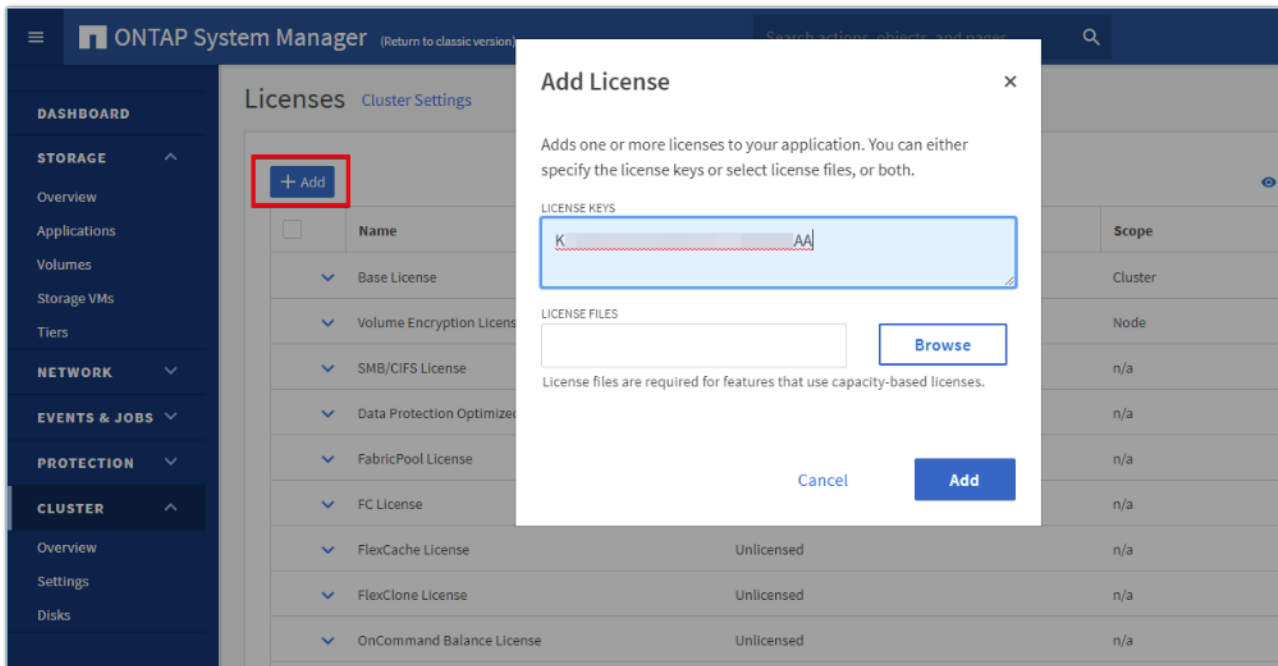 ONTAP System Manager (Return to classic version)
Search actions, objects, and pages
DASHBOARD
STORAGE
Overview
Applications
Volumes
Storage VMs
Tiers
NETWORK
EVENTS & JOBS
PROTECTION
CLUSTER
Overview
Settings
Disks
Licenses Cluster Settings
+ Add
Name Scope
Base License Cluster
Volume Encryption Licens Node
SMB/CIFS License n/a
Data Protection Optimized n/a
FabricPool License n/a
FC License n/a
FlexCache License Unlicensed n/a
FlexClone License Unlicensed n/a
OnCommand Balance License Unlicensed n/a
Add License ×
Adds one or more licenses to your application. You can either
specify the license keys or select license files, or both.
LICENSE KEYS
K AA
LICENSE FILES
Browse
License files are required for features that use capacity-based licenses.
Cancel Add